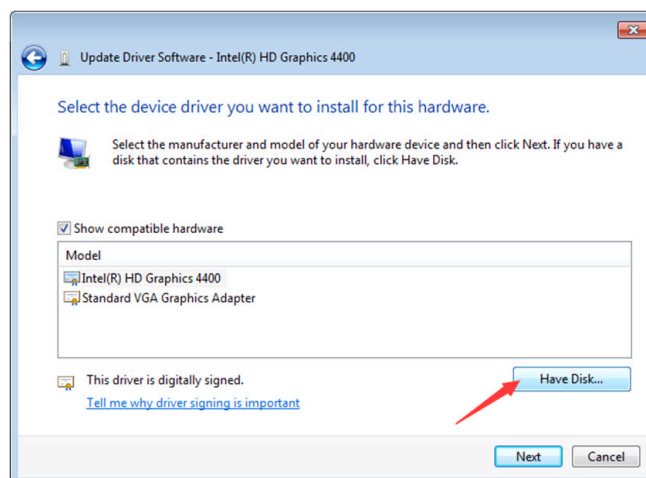 Update Driver Software - Intel(R) HD Graphics 4400
Select the device driver you want to install for this hardware.
Select the manufacturer and model of your hardware device and then click Next. If you have a
disk that contains the driver you want to install, click Have Disk.
Show compatible hardware
Model
Intel(R) HD Graphics 4400
Standard VGA Graphics Adapter
This driver is digitally signed.
Have Disk...
Tell me why driver signing is important
Next
Cancel